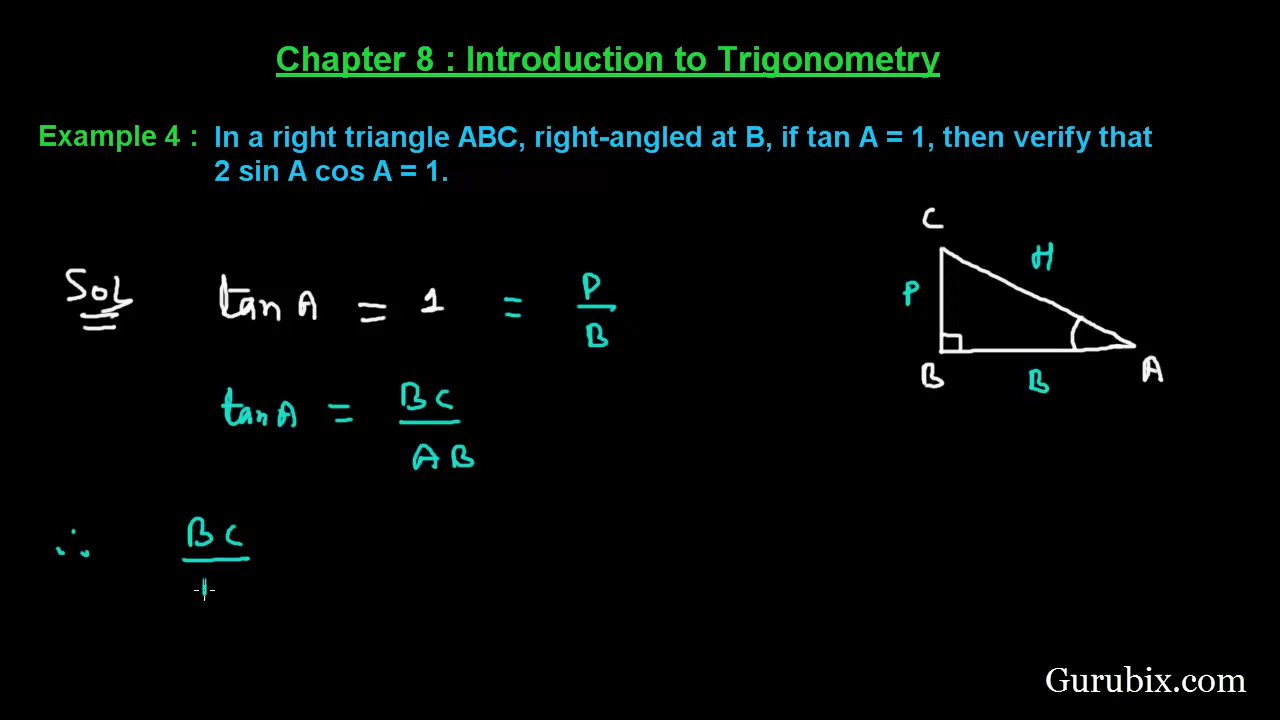 Chapter 8 : Introduction to Trigonometry
Example 4 : In a right triangle ABC, right-angled at B, if tan A = 1, then verify that
2 sin A cos A = 1.
Sol tan A = 1 = P/B
tan A = BC/AB
∴ BC
C
H
P
B
B
A
Gurubix.com